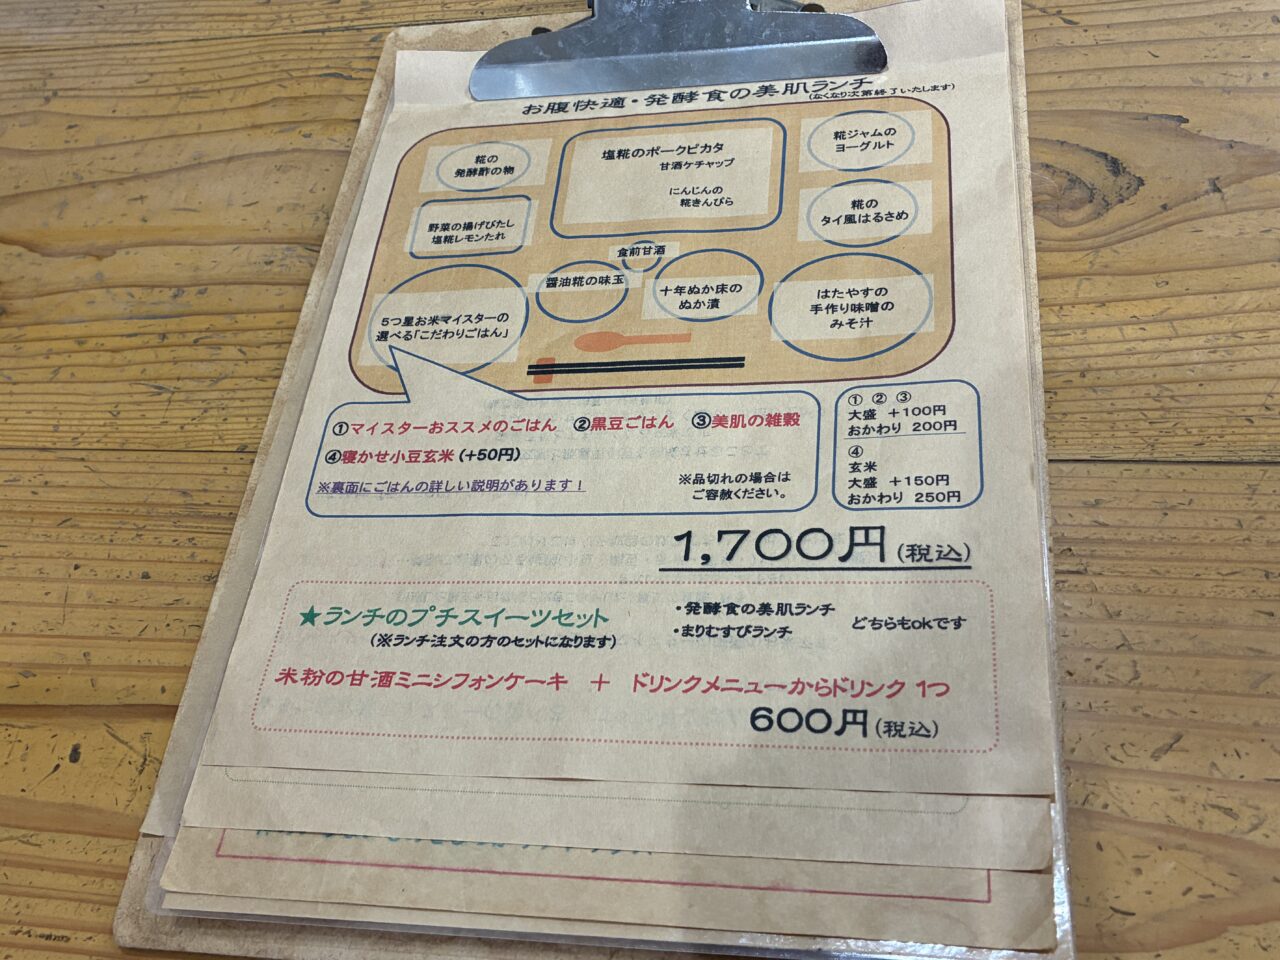 お腹快適・発酵食の美肌ランチ
(なくなり次第終了いたします)
糀の
発酵酢の物
塩糀のポークピカタ
甘酒ケチャップ
にんじんの
糀きんぴら
糀ジャムの
ヨーグルト
野菜の揚げびたし
塩糀レモンたれ
糀の
タイ風はるさめ
食前甘酒
醤油糀の味玉
十年ぬか床の
ぬか漬
5つ星お米マイスターの
選べる「こだわりごはん」
はたやすの
手作り味噌の
みそ汁
①マイスターおススメのごはん ②黒豆ごはん ③美肌の雑穀
④寝かせ小豆玄米(+50円)
※裏面にごはんの詳しい説明があります!
※品切れの場合は
ご容赦ください。
① ② ③
大盛 +100円
おかわり 200円
④
玄米
大盛 +150円
おかわり 250円
1,700円(税込)
★ランチのプチスイーツセット
(※ランチ注文の方のセットになります)
・発酵食の美肌ランチ
・まりむすびランチ
どちらもokです
米粉の甘酒ミニシフォンケーキ + ドリンクメニューからドリンク 1つ
600円(税込)